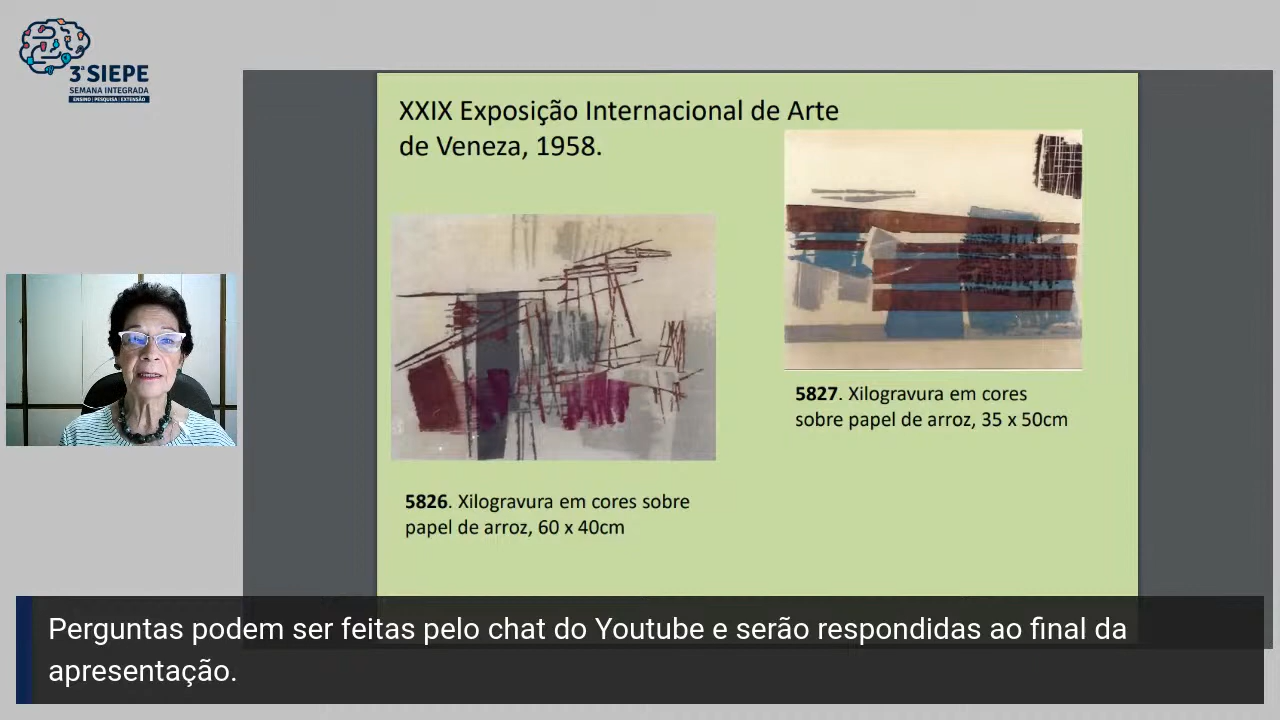 3ª SIEPE
SEMANA INTEGRADA
ENSINO | PESQUISA | EXTENSÃO
XXIX Exposição Internacional de Arte
de Veneza, 1958.
5827. Xilogravura em cores
sobre papel de arroz, 35 x 50cm
5826. Xilogravura em cores sobre
papel de arroz, 60 x 40cm
Perguntas podem ser feitas pelo chat do Youtube e serão respondidas ao final da
apresentação.